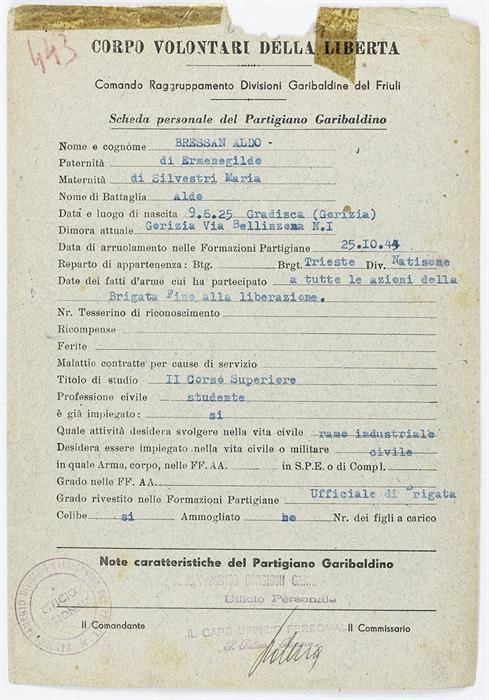 443
CORPO VOLONTARI DELLA LIBERTA
Comando Raggruppamento Divisioni Garibaldine del Friuli
Scheda personale del Partigiano Garibaldino
Nome e cognome BRESSAN ALDO -
Paternità di Ermenegildo
Maternità di Silvestri Maria
Nome di Battaglia Aldo
Data e luogo di nascita 9.6.25 Gradisca (Gorizia)
Dimora attuale Gorizia Via Bellinzona N.I
Data di arruolamento nelle Formazioni Partigiane 25.10.44
Reparto di appartenenza: Btg. Brgt. Trieste Div. Natisone
Date dei fatti d'arme cui ha partecipato a tutte le azioni della
Brigata Fino alla liberazione.
Nr. Tesserino di riconoscimento
Ricompense
Ferite
Malattie contratte per cause di servizio
Titolo di studio II Corso Superiore
Professione civile studente
è già impiegato: si
Quale attività desidera svolgere nella vita civile ramo industriale
Desidera essere impiegato nella vita civile o militare civile
in quale Arma, corpo, nelle FF. AA. in S.P.E. o di Compl.
Grado nelle FF. AA.
Grado rivestito nelle Formazioni Partigiane Ufficiale di Brigata
Celibe si Ammogliato no Nr. dei figli a carico
Note caratteristiche del Partigiano Garibaldino
DIVISIONI
Ufficio Personale
UFFICIO
Il Comandante Il Commissario
IL CAPO UFFICIO PERSONALE